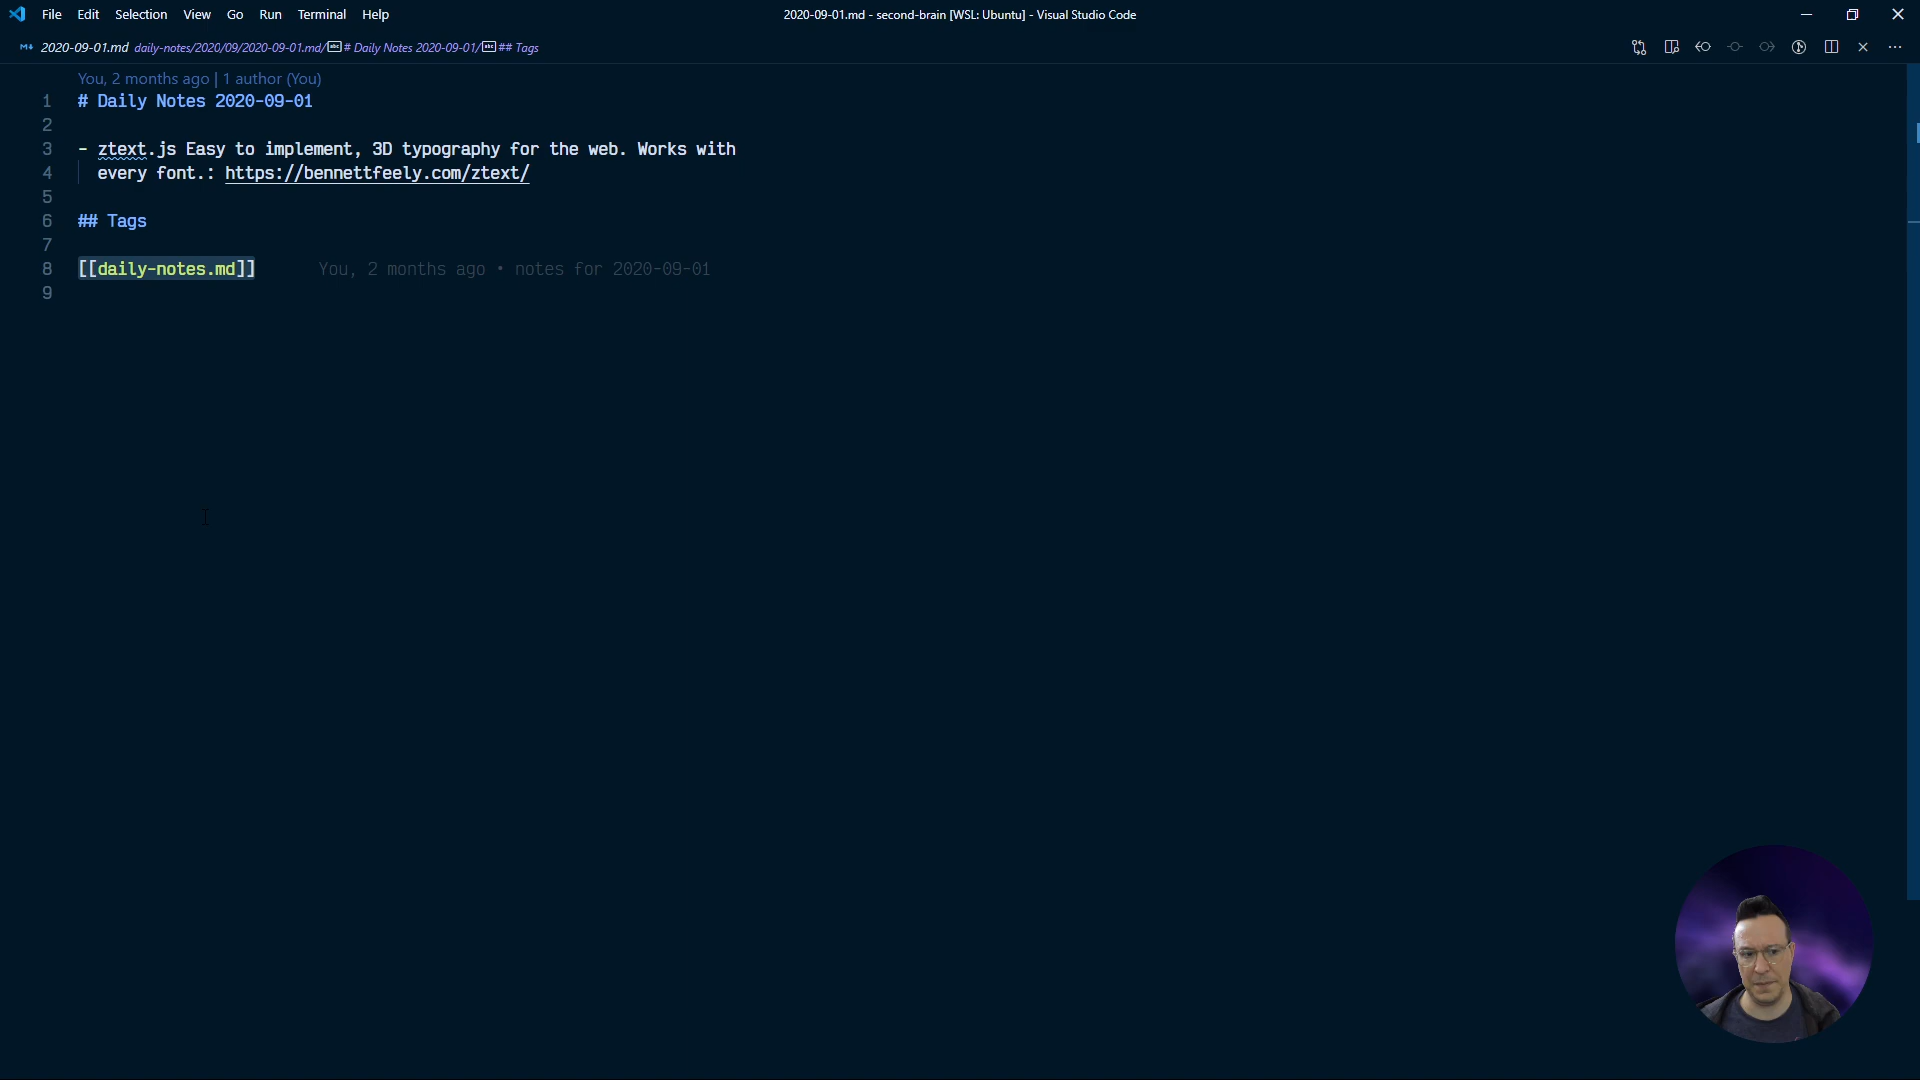 File Edit Selection View Go Run Terminal Help
2020-09-01.md - second-brain [WSL: Ubuntu] - Visual Studio Code
2020-09-01.md daily-notes/2020/09/2020-09-01.md/ # Daily Notes 2020-09-01/ ## Tags
You, 2 months ago | 1 author (You)
1 # Daily Notes 2020-09-01
2
3 - ztext.js Easy to implement, 3D typography for the web. Works with
4 every font.: https://bennettfeely.com/ztext/
5
6 ## Tags
7
8 [[daily-notes.md]] You, 2 months ago • notes for 2020-09-01
9